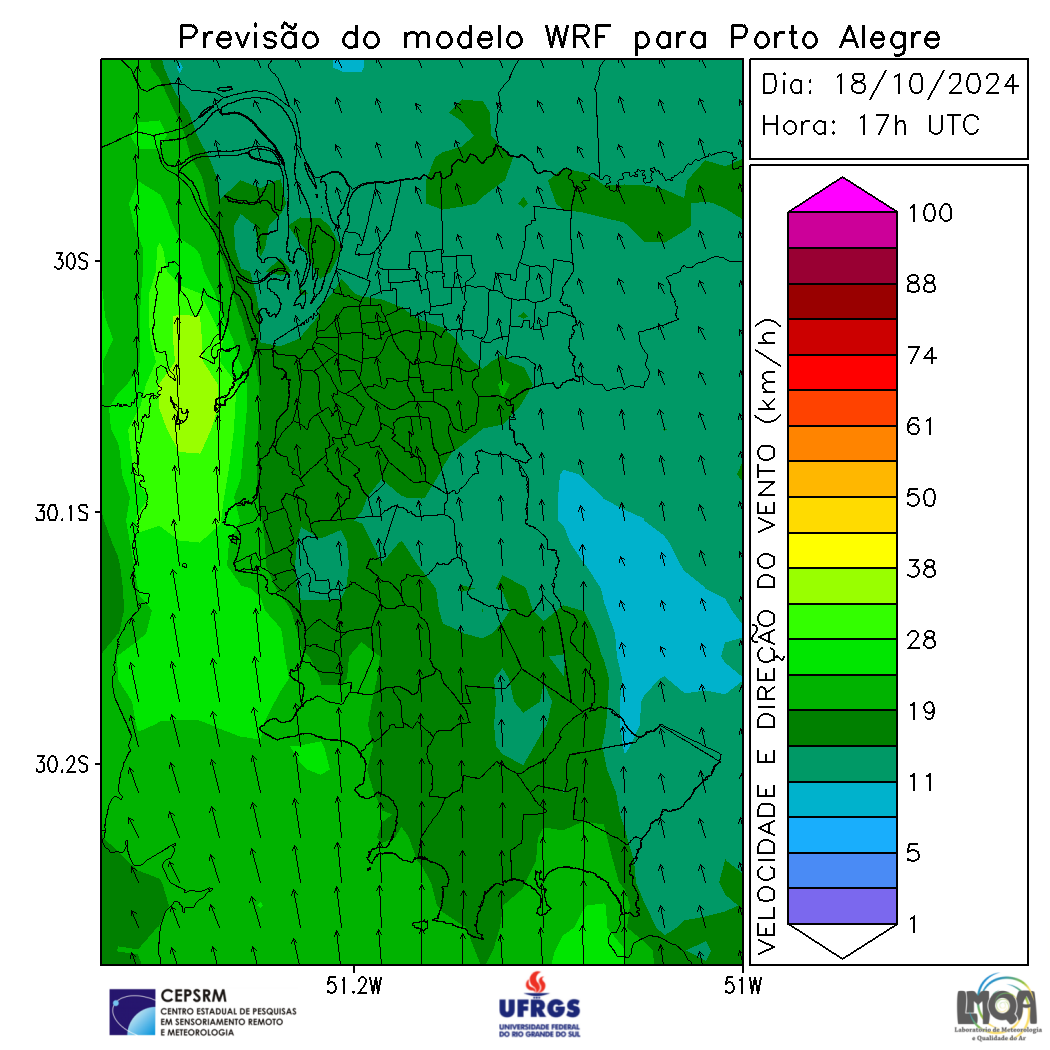 Previsão do modelo WRF para Porto Alegre
Dia: 18/10/2024
Hora: 17h UTC
30S
30.1S
30.2S
51.2W
51W
VELOCIDADE E DIREÇÃO DO VENTO (km/h)
100
88
74
61
50
38
28
19
11
5
1
CEPSRM
CENTRO ESTADUAL DE PESQUISAS
EM SENSORIAMENTO REMOTO
E METEOROLOGIA
UFRGS
UNIVERSIDADE FEDERAL
DO RIO GRANDE DO SUL
LMQA
Laboratório de Meteorologia
e Qualidade do Ar